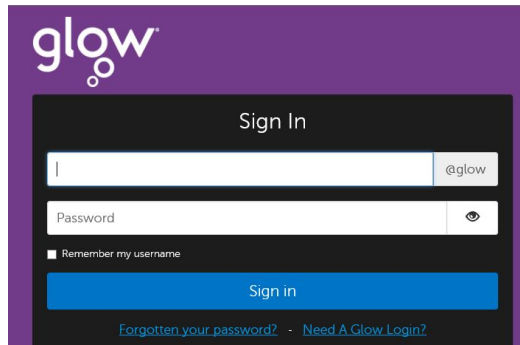 glow
Sign In
@glow
Password
Remember my username
Sign in
Forgotten your password? - Need A Glow Login?